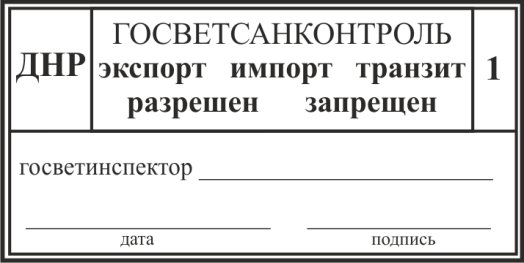 ГОСВЕТСАНКОНТРОЛЬ
ДНР экспорт импорт транзит 1
разрешен запрещен
госветинспектор
дата подпись